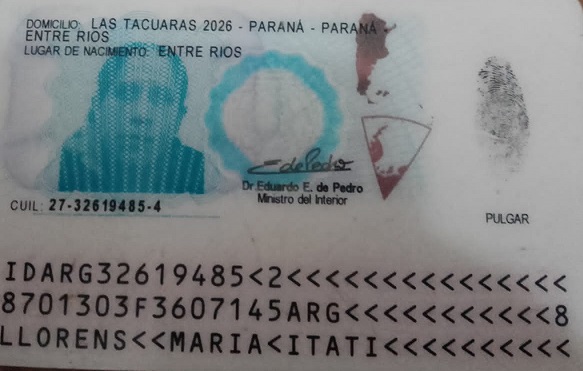 DOMICILIO: LAS TACUARAS 2026 - PARANÁ - PARANÁ -
ENTRE RIOS
LUGAR DE NACIMIENTO: ENTRE RIOS
EdePedro
Dr. Eduardo E. de Pedro
Ministro del Interior
CUIL: 27-32619485-4
PULGAR
IDARG32619485<2<<<<<<<<<<<<<<<
8701303F3607145ARG<<<<<<<<<<<8
LLORENS<<MARIA<ITATI<<<<<<<<<<